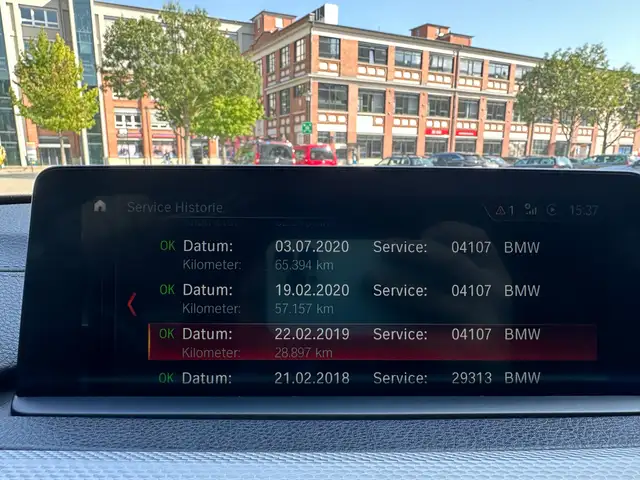 Service Historie
1
15:37
OK Datum: 03.07.2020 Service: 04107 BMW
Kilometer: 65.394 km
OK Datum: 19.02.2020 Service: 04107 BMW
Kilometer: 57.157 km
OK Datum: 22.02.2019 Service: 04107 BMW
Kilometer: 28.897 km
OK Datum: 21.02.2018 Service: 29313 BMW